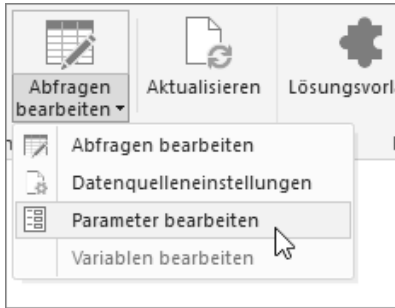 Abfragen
bearbeiten
Aktualisieren
Lösungsvorl
Abfragen bearbeiten
Datenquelleneinstellungen
Parameter bearbeiten
Variablen bearbeiten